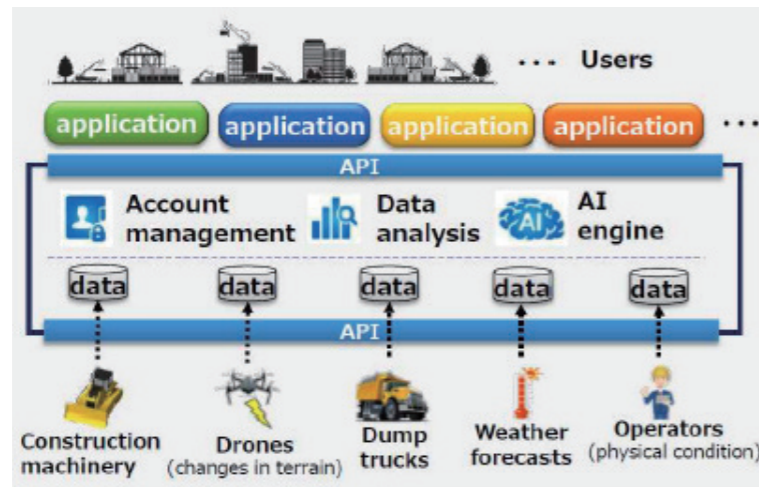 ... Users
application application application application ...
API
Account management
Data analysis
AI
AI engine
data data data data data
API
Construction machinery
Drones
(changes in terrain)
Dump trucks
Weather forecasts
Operators
(physical condition)